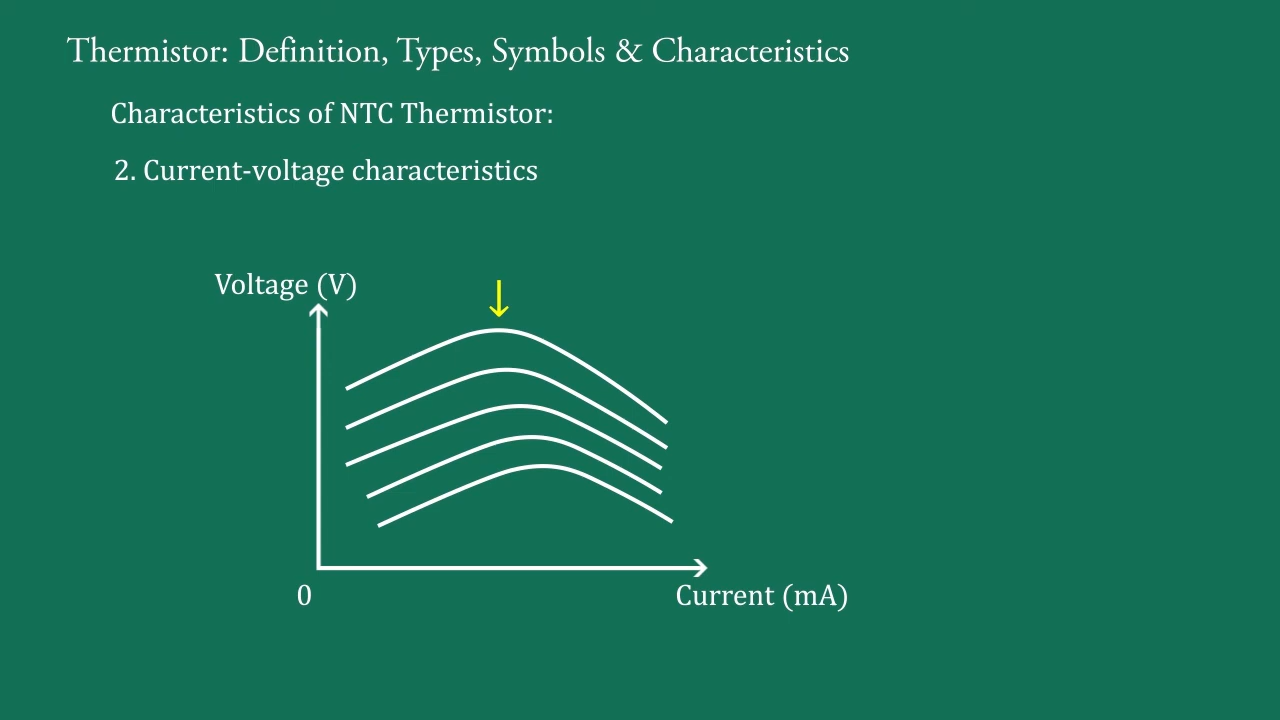 Thermistor: Definition, Types, Symbols & Characteristics
Characteristics of NTC Thermistor:
2. Current-voltage characteristics
Voltage (V)
0
Current (mA)